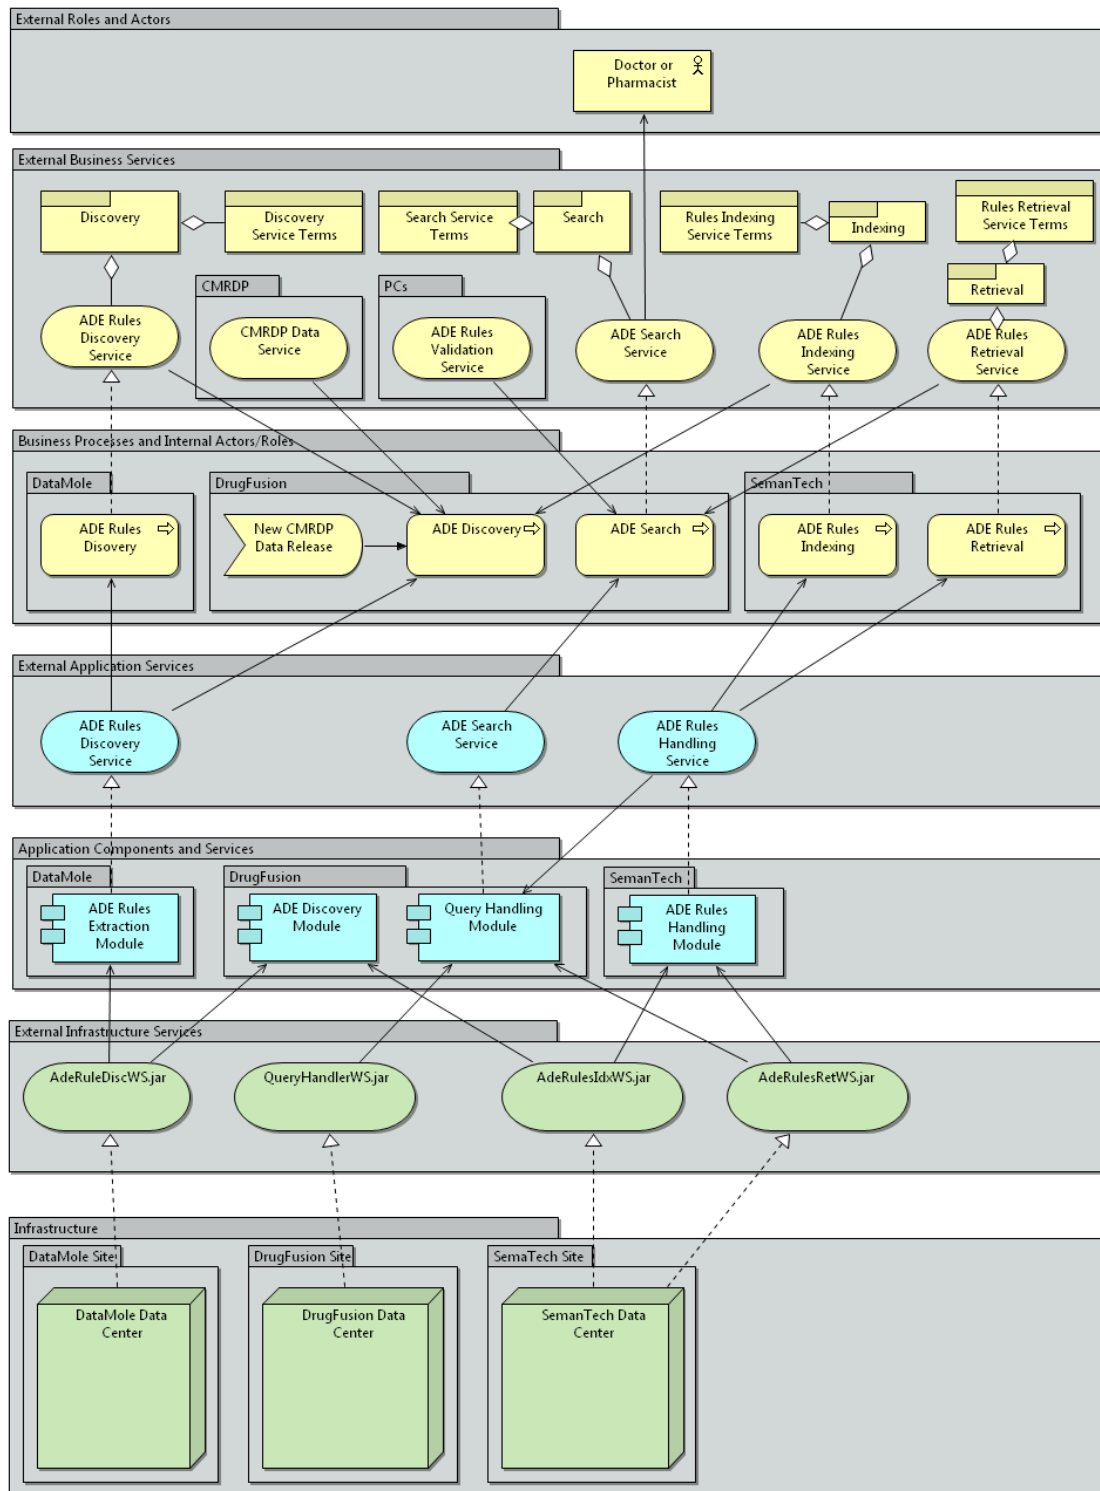 External Roles and Actors
Doctor or
Pharmacist
External Business Services
Discovery
Discovery
Service Terms
Search Service
Terms
Search
Rules Indexing
Service Terms
Indexing
Rules Retrieval
Service Terms
Retrieval
CMRDP
PCs
ADE Rules
Discovery
Service
CMRDP Data
Service
ADE Rules
Validation
Service
ADE Search
Service
ADE Rules
Indexing
Service
ADE Rules
Retrieval
Service
Business Processes and Internal Actors/Roles
DataMole
DrugFusion
SemanTech
ADE Rules
Disovery
New CMRDP
Data Release
ADE Discovery
ADE Search
ADE Rules
Indexing
ADE Rules
Retrieval
External Application Services
ADE Rules
Discovery
Service
ADE Search
Service
ADE Rules
Handling
Service
Application Components and Services
DataMole
DrugFusion
SemanTech
ADE Rules
Extraction
Module
ADE Discovery
Module
Query Handling
Module
ADE Rules
Handling
Module
External Infrastructure Services
AdeRuleDiscWS.jar
QueryHandlerWS.jar
AdeRulesIdxWS.jar
AdeRulesRetWS.jar
Infrastructure
DataMole Site
DrugFusion Site
SemaTech Site
DataMole Data
Center
DrugFusion Data
Center
SemanTech Data
Center